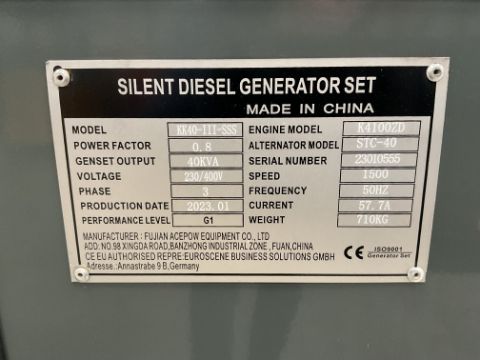 SILENT DIESEL GENERATOR SET
MADE IN CHINA
MODEL KK40-III-SSS ENGINE MODEL K4100ZD
POWER FACTOR 0.8 ALTERNATOR MODEL STC-40
GENSET OUTPUT 40KVA SERIAL NUMBER 23010555
VOLTAGE 230/400V SPEED 1500
PHASE 3 FREQUENCY 50HZ
PRODUCTION DATE 2023.01 CURRENT 57.7A
PERFORMANCE LEVEL G1 WEIGHT 710KG
MANUFACTURER : FUJIAN ACEPOW EQUIPMENT CO., LTD
ADD: NO.98 XINGDA ROAD,BANZHONG INDUSTRIAL ZONE , FUAN,CHINA
CE EU AUTHORISED REPRE:EUROSCENE BUSINESS SOLUTIONS GMBH
Adresse.:Annastrabe 9 B,Germany
CE ISO9001
Generator Set